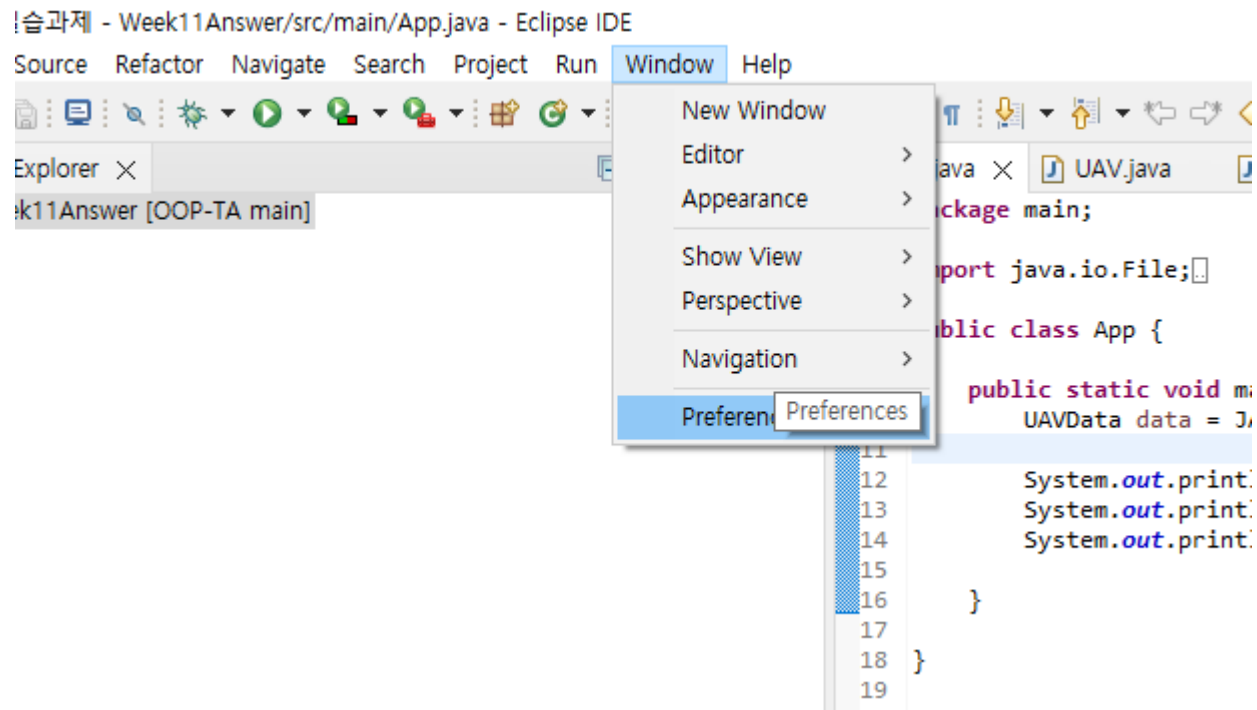 습과제 - Week11Answer/src/main/App.java - Eclipse IDE
Source Refactor Navigate Search Project Run Window Help
New Window
Editor
Appearance
Show View
Perspective
Navigation
Preferen
Preferences
Explorer
ek11Answer [OOP-TA main]
java UAV.java
ckage main;
port java.io.File;
blic class App {
public static void ma
UAVData data = JA
11
12 System.out.printl
13 System.out.printl
14 System.out.printl
15
16 }
17
18 }
19